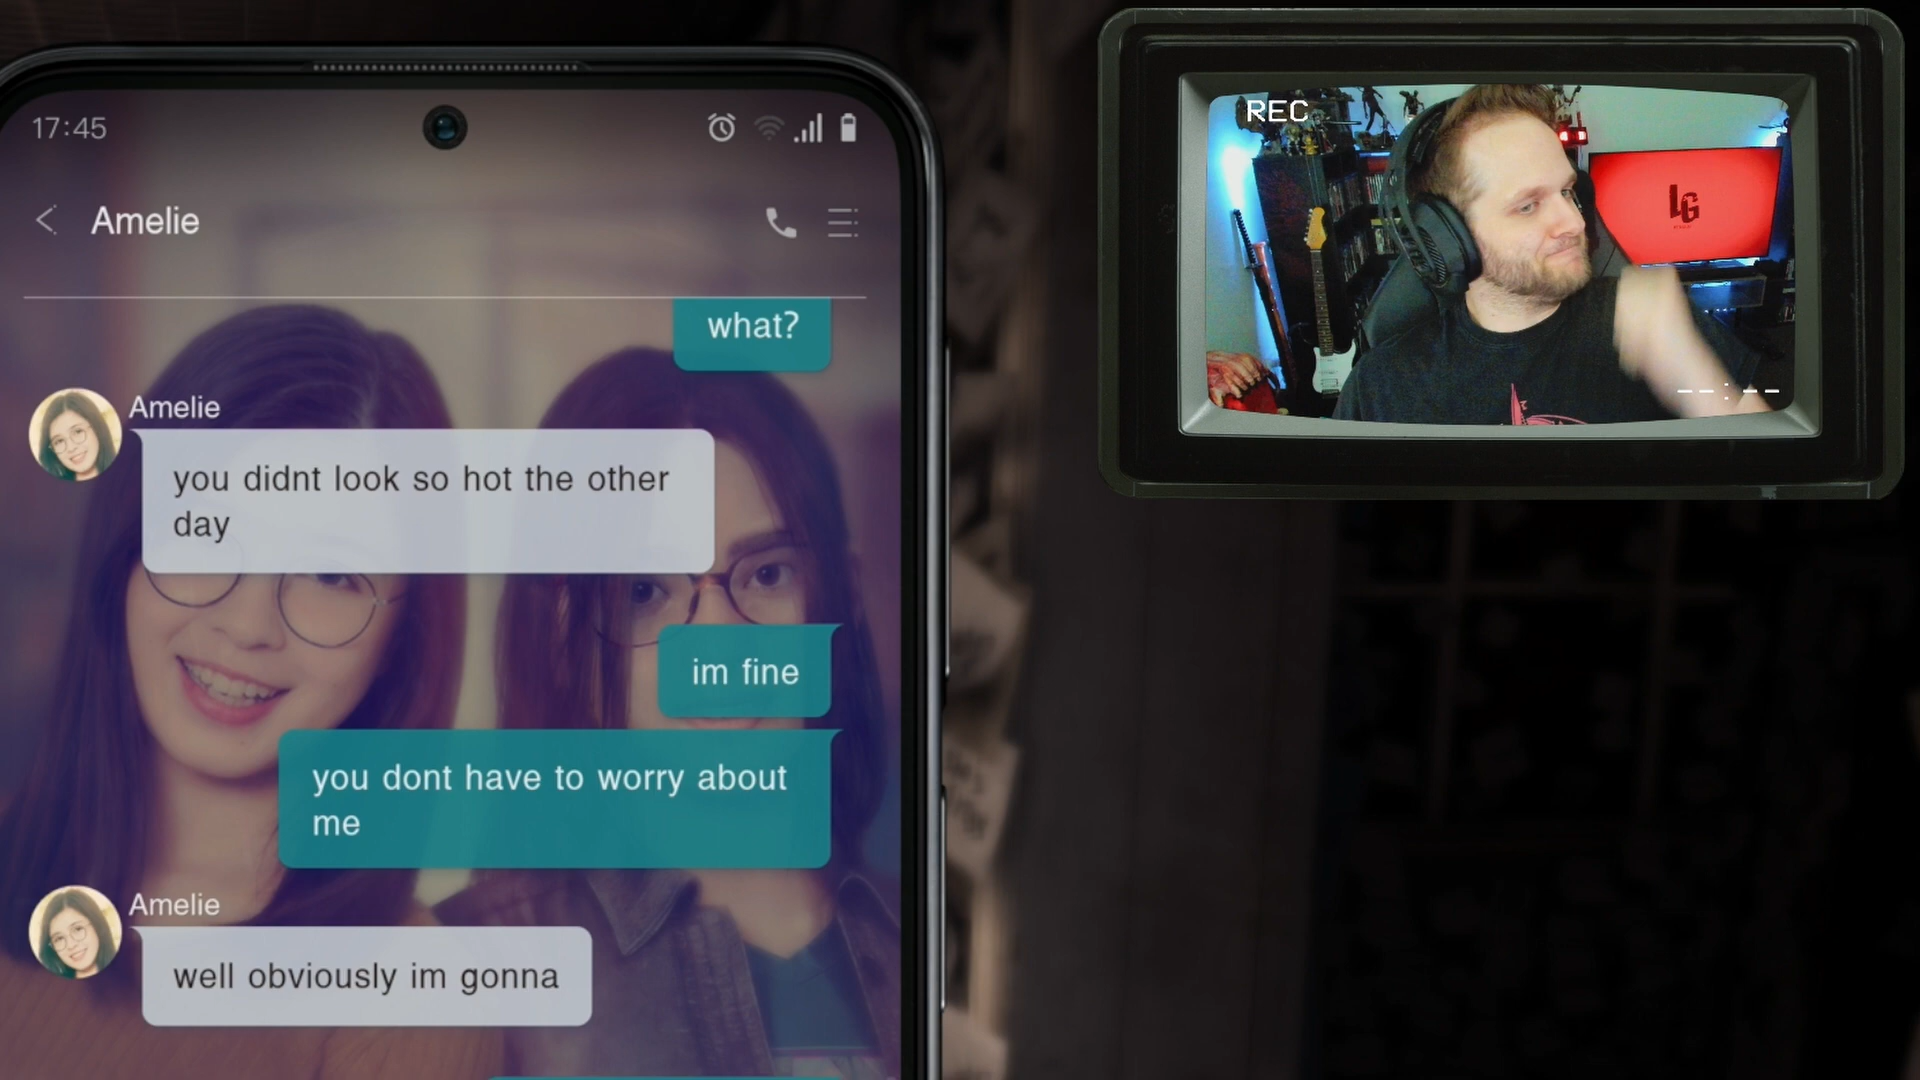 17:45
Amelie
what?
Amelie
you didnt look so hot the other
day
im fine
you dont have to worry about
me
Amelie
well obviously im gonna
REC
LG
--:--